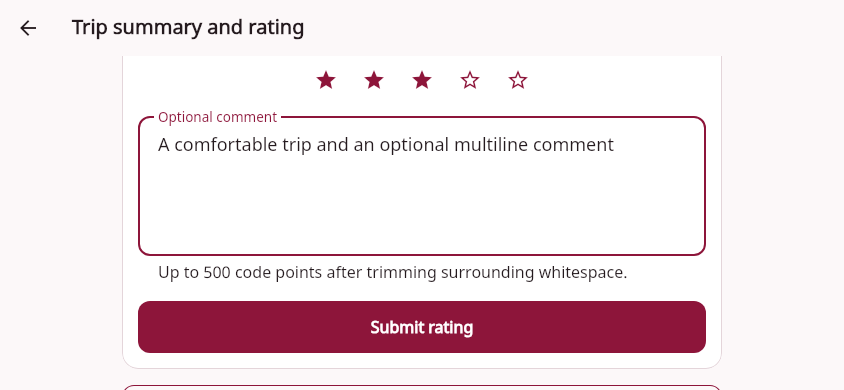 Trip summary and rating
Optional comment
A comfortable trip and an optional multiline comment
Up to 500 code points after trimming surrounding whitespace.
Submit rating